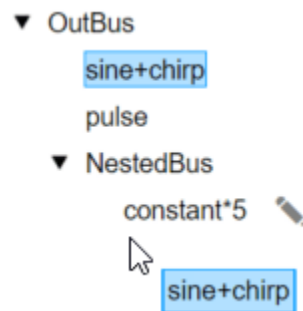 OutBus
sine+chirp
pulse
NestedBus
constant*5
sine+chirp